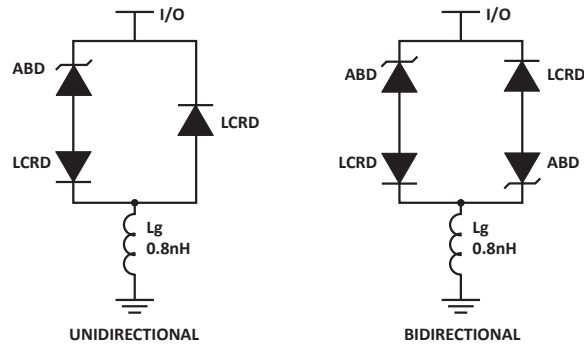 I/O
ABD
LCRD
LCRD
Lg
0.8nH
UNIDIRECTIONAL
I/O
ABD
LCRD
LCRD
ABD
Lg
0.8nH
BIDIRECTIONAL